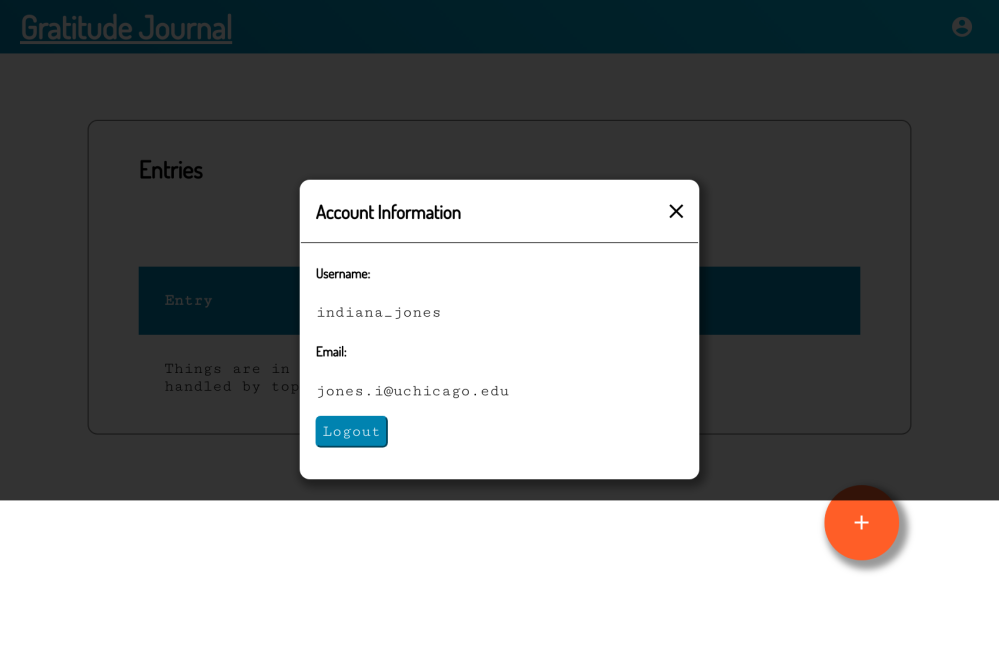 Gratitude Journal
Entries
Account Information
Username:
Entry
indiana_jones
Email:
Things are in
handled by top
jones.i@uchicago.edu
Logout
+